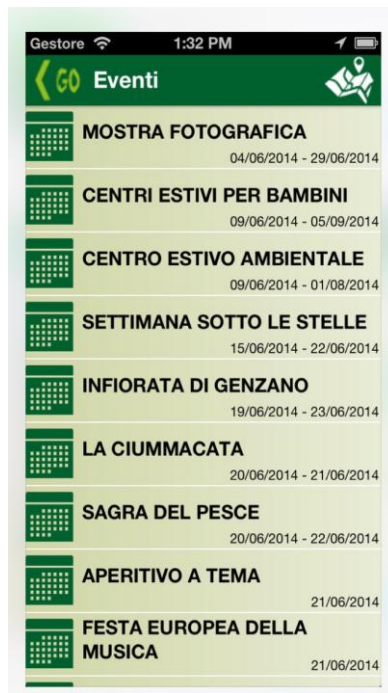 Gestore 1:32 PM
GO Eventi
MOSTRA FOTOGRAFICA
04/06/2014 - 29/06/2014
CENTRI ESTIVI PER BAMBINI
09/06/2014 - 05/09/2014
CENTRO ESTIVO AMBIENTALE
09/06/2014 - 01/08/2014
SETTIMANA SOTTO LE STELLE
15/06/2014 - 22/06/2014
INFIORATA DI GENZANO
19/06/2014 - 23/06/2014
LA CIUMMACATA
20/06/2014 - 21/06/2014
SAGRA DEL PESCE
20/06/2014 - 22/06/2014
APERITIVO A TEMA
21/06/2014
FESTA EUROPEA DELLA
MUSICA
21/06/2014